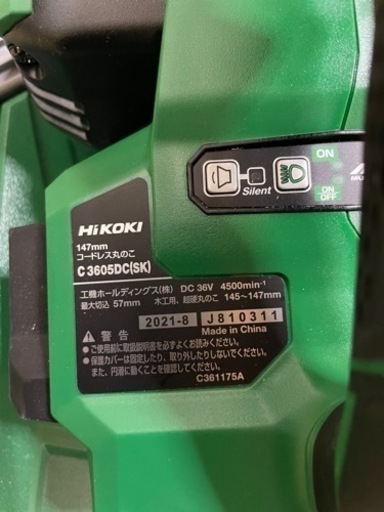 HiKOKI
147mm
コードレス丸のこ
C 3605DC(SK)
工機ホールディングス(株) DC 36V 4500min⁻¹
最大切込 57mm 木工用、超硬丸のこ 145～147mm
2021-8 J810311
Made in China
⚠ 警告
●ご使用前に取扱説明書を必ずよくお読みください。
●保護カバーは固定したり、取り外したりしないでください。
また、円滑に動くことを確認してください。
C361175A
Silent
ON
ON
OFF